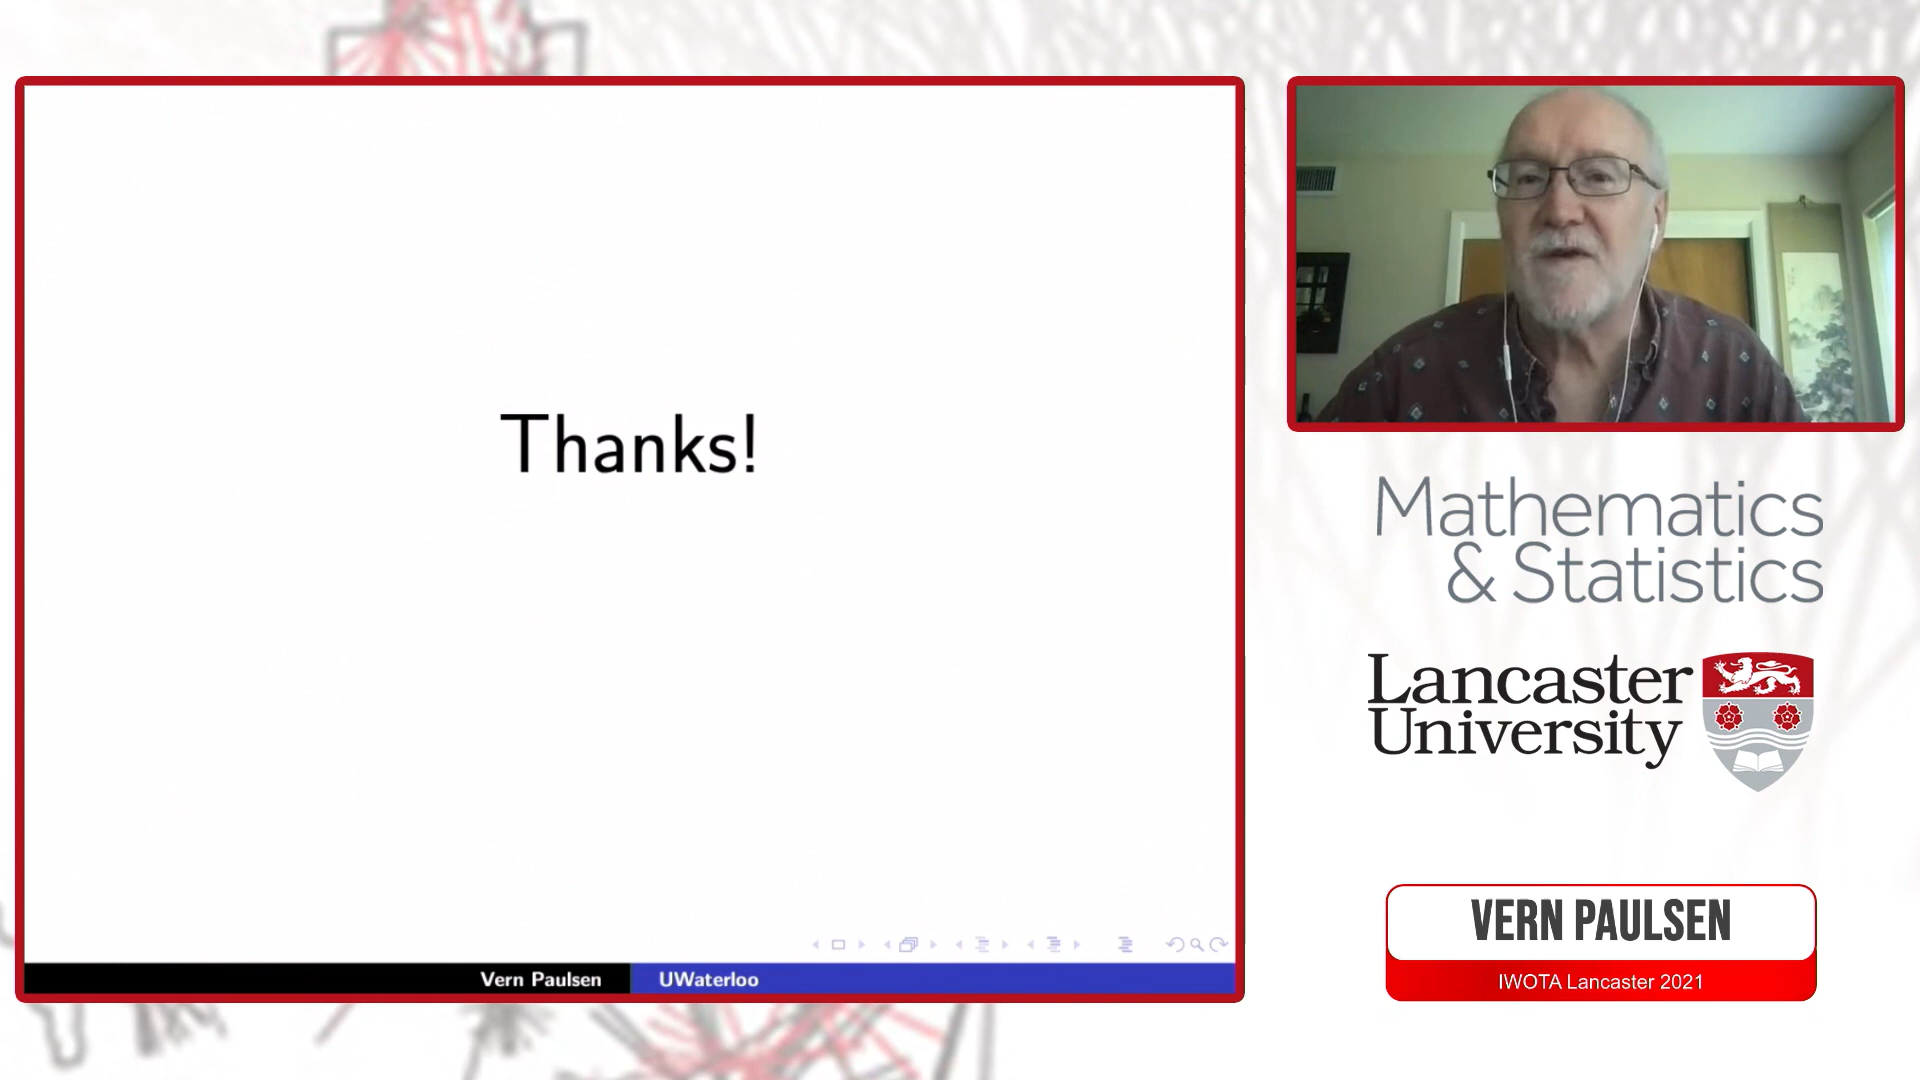 Thanks!
Vern Paulsen
UWaterloo
Mathematics
& Statistics
Lancaster
University
VERN PAULSEN
IWOTA Lancaster 2021